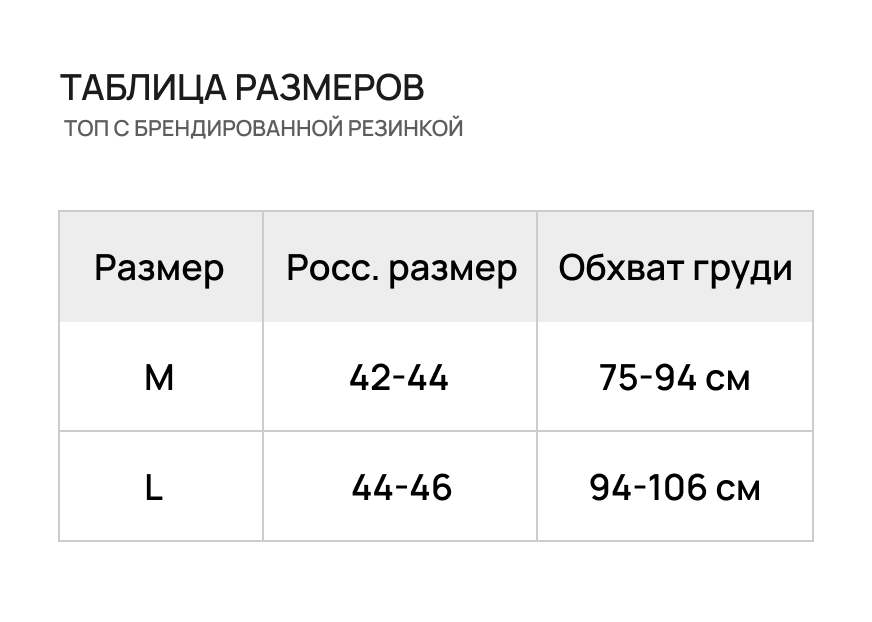 ТАБЛИЦА РАЗМЕРОВ
ТОП С БРЕНДИРОВАННОЙ РЕЗИНКОЙ
Размер Росс. размер Обхват груди
M 42-44 75-94 см
L 44-46 94-106 см